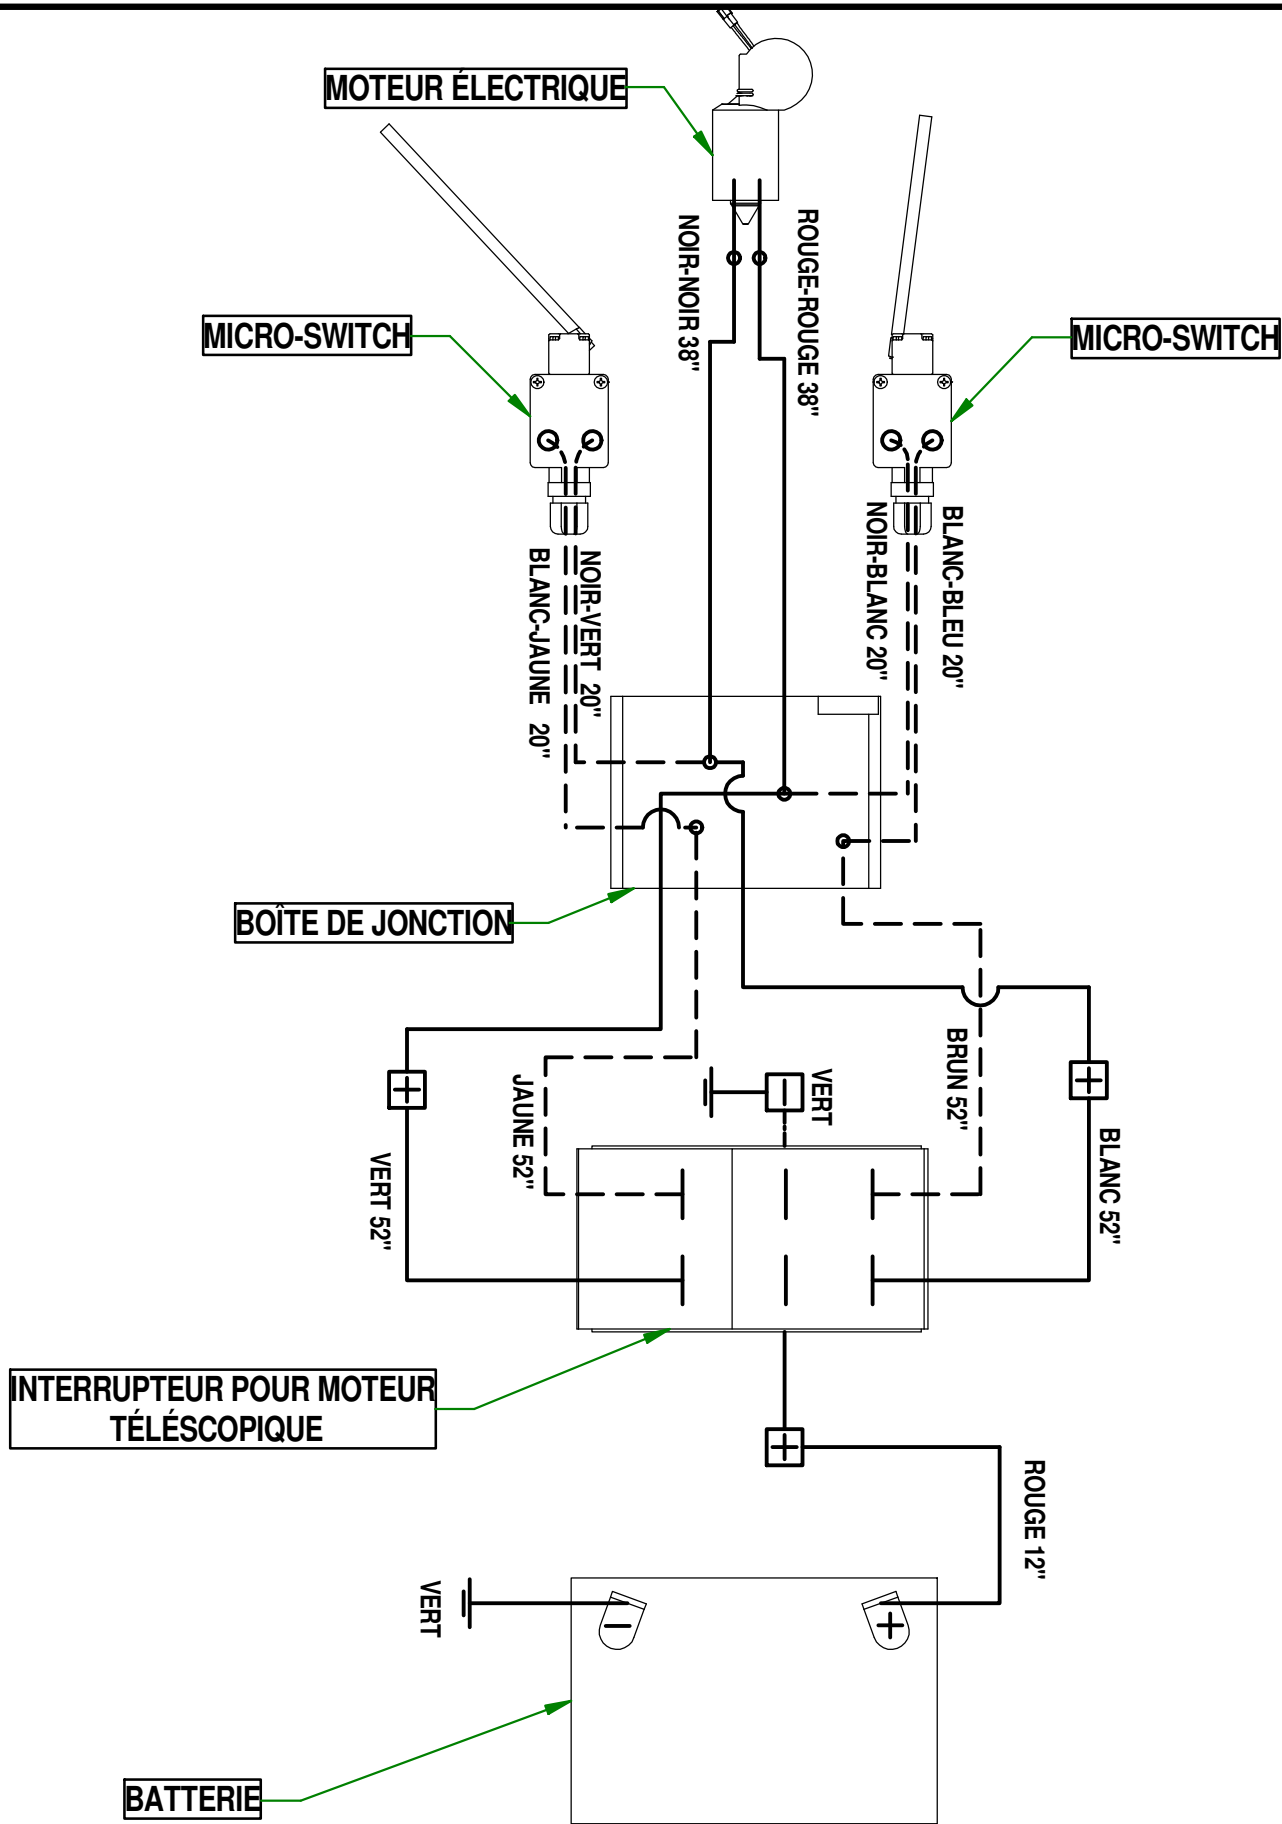 MOTEUR ÉLECTRIQUE
NOIR-NOIR 38"
ROUGE-ROUGE 38"
MICRO-SWITCH
MICRO-SWITCH
NOIR-VERT 20"
BLANC-JAUNE 20"
BLANC-BLEU 20"
NOIR-BLANC 20"
BOÎTE DE JONCTION
JAUNE 52"
VERT
BRUN 52"
VERT 52"
BLANC 52"
INTERRUPTEUR POUR MOTEUR
TÉLÉSCOPIQUE
ROUGE 12"
VERT
BATTERIE